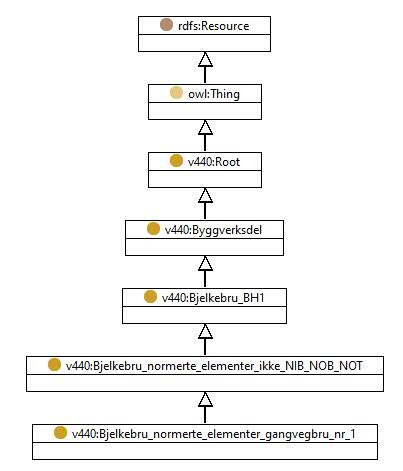 rdfs:Resource
owl:Thing
v440:Root
v440:Byggverksdel
v440:Bjelkebru_BH1
v440:Bjelkebru_normerte_elementer_ikke_NIB_NOB_NOT
v440:Bjelkebru_normerte_elementer_gangvegbru_nr_1